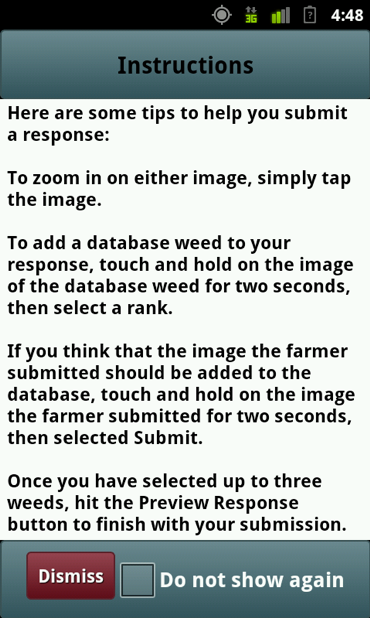 3G
?
4:48
Instructions
Here are some tips to help you submit
a response:
To zoom in on either image, simply tap
the image.
To add a database weed to your
response, touch and hold on the image
of the database weed for two seconds,
then select a rank.
If you think that the image the farmer
submitted should be added to the
database, touch and hold on the image
the farmer submitted for two seconds,
then selected Submit.
Once you have selected up to three
weeds, hit the Preview Response
button to finish with your submission.
Dismiss
Do not show again